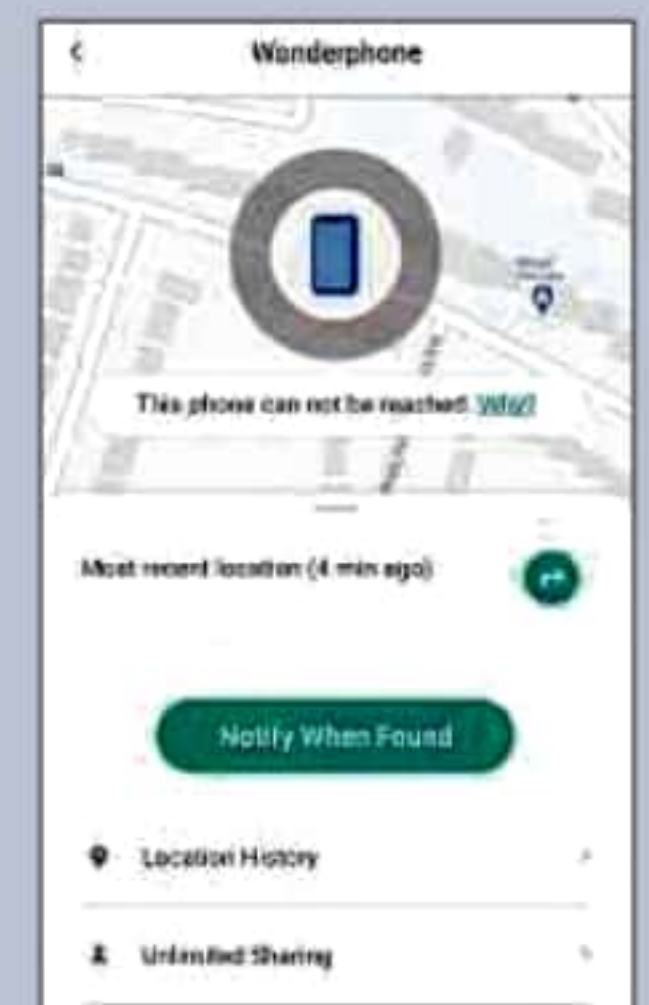 Wonderphone
This phone can not be reached. Why?
Most recent location (4 min ago)
Notify When Found
Location History
Unlimited Sharing